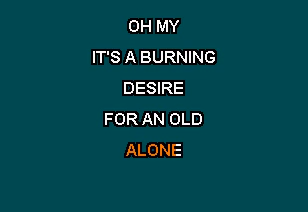 OH MY
IT'S A BURNING
DESIRE
FOR AN OLD
ALONE